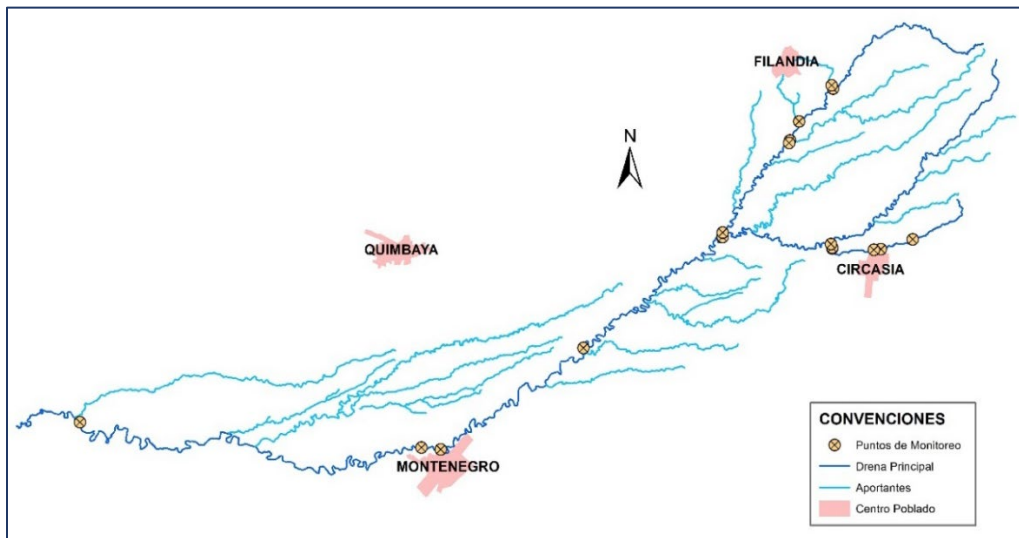 FILANDIA
N
QUIMBAYA
CIRCASIA
MONTENEGRO
CONVENCIONES
Puntos de Monitoreo
Drena Principal
Aportantes
Centro Poblado